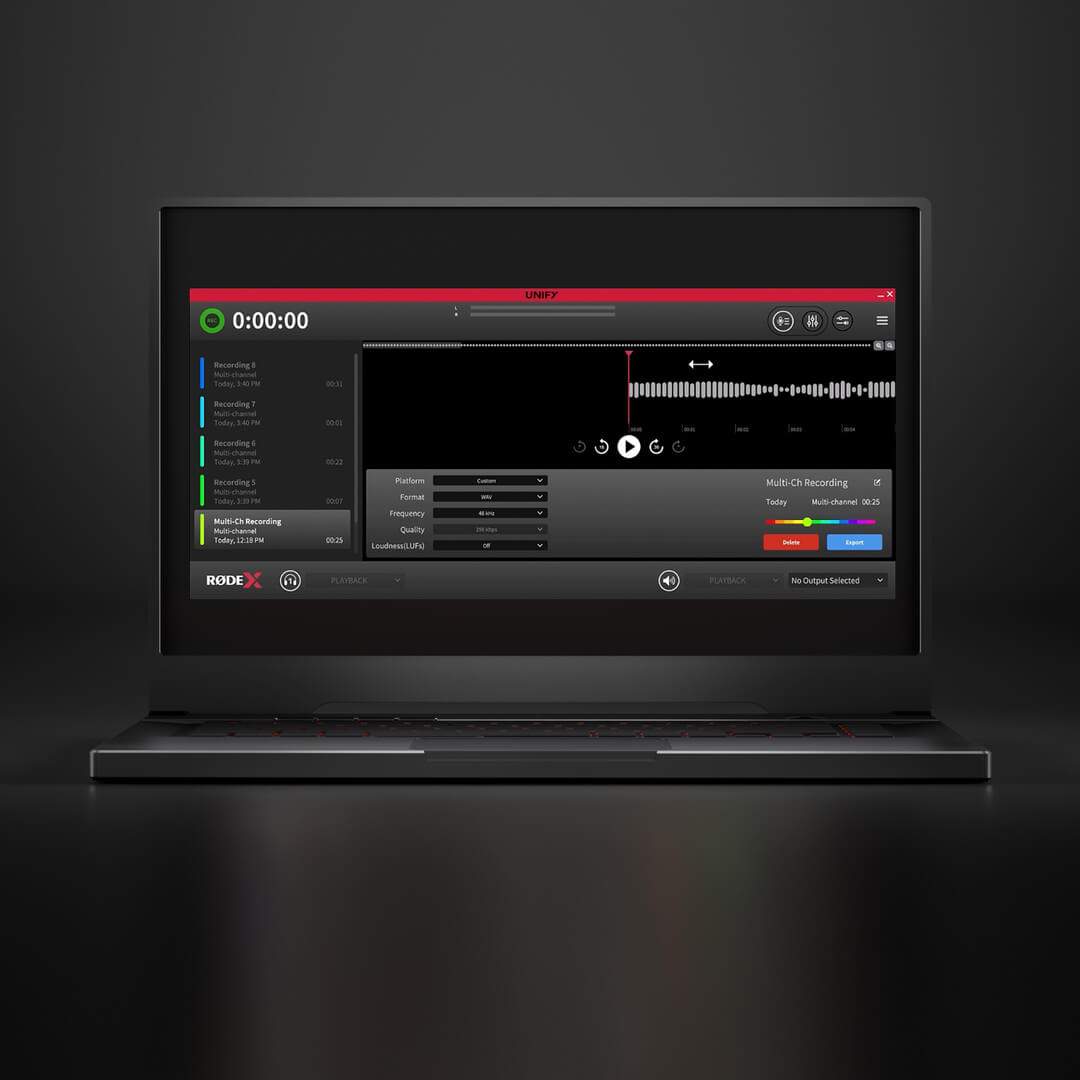 UNIFY
REC
0:00:00
L
R
Recording 8
Multi-channel
Today, 3:40 PM 00:31
Recording 7
Multi-channel
Today, 3:40 PM 00:01
Recording 6
Multi-channel
Today, 3:39 PM 00:22
Recording 5
Multi-channel
Today, 3:39 PM 00:07
Multi-Ch Recording
Multi-channel
Today, 12:18 PM 00:25
00:00 00:01 00:02 00:03 00:04
Platform Custom
Format WAV
Frequency 48 kHz
Quality 256 kbps
Loudness(LUFs) Off
Multi-Ch Recording
Today Multi-channel 00:25
Delete Export
RØDEX 1 PLAYBACK PLAYBACK No Output Selected